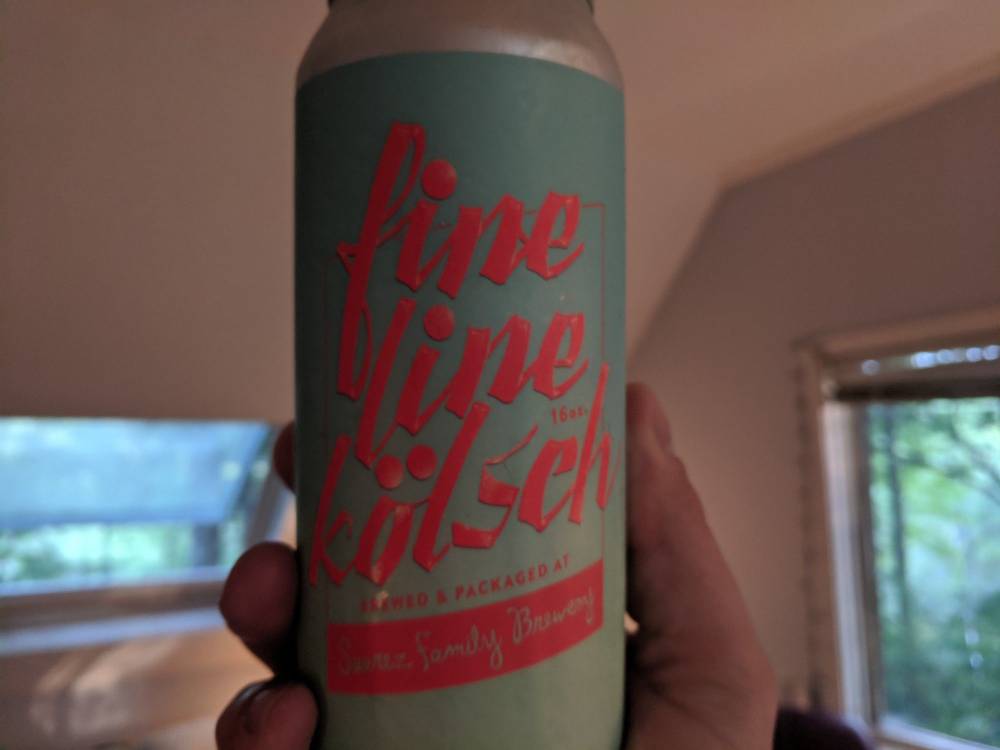 fine
line
16oz.
kölsch
BREWED & PACKAGED AT
Suarez Family Brewery